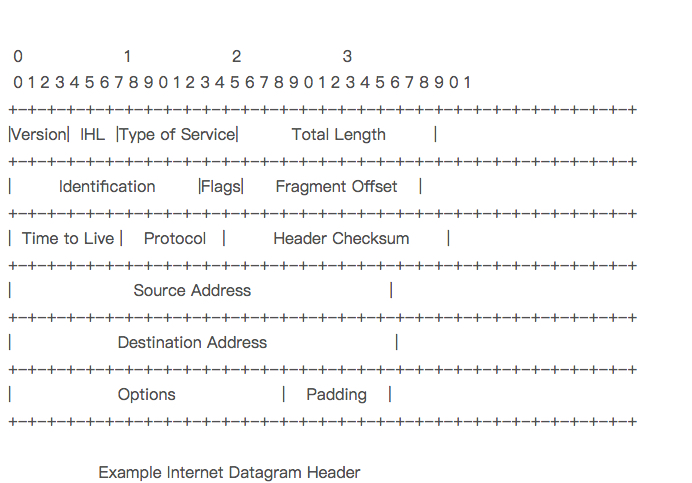 0 1 2 3
0 1 2 3 4 5 6 7 8 9 0 1 2 3 4 5 6 7 8 9 0 1 2 3 4 5 6 7 8 9 0 1
+-+-+-+-+-+-+-+-+-+-+-+-+-+-+-+-+-+-+-+-+-+-+-+-+-+-+-+-+-+-+-+-+
|Version| IHL |Type of Service| Total Length |
+-+-+-+-+-+-+-+-+-+-+-+-+-+-+-+-+-+-+-+-+-+-+-+-+-+-+-+-+-+-+-+-+
| Identification |Flags| Fragment Offset |
+-+-+-+-+-+-+-+-+-+-+-+-+-+-+-+-+-+-+-+-+-+-+-+-+-+-+-+-+-+-+-+-+
| Time to Live | Protocol | Header Checksum |
+-+-+-+-+-+-+-+-+-+-+-+-+-+-+-+-+-+-+-+-+-+-+-+-+-+-+-+-+-+-+-+-+
| Source Address |
+-+-+-+-+-+-+-+-+-+-+-+-+-+-+-+-+-+-+-+-+-+-+-+-+-+-+-+-+-+-+-+-+
| Destination Address |
+-+-+-+-+-+-+-+-+-+-+-+-+-+-+-+-+-+-+-+-+-+-+-+-+-+-+-+-+-+-+-+-+
| Options | Padding |
+-+-+-+-+-+-+-+-+-+-+-+-+-+-+-+-+-+-+-+-+-+-+-+-+-+-+-+-+-+-+-+-+
Example Internet Datagram Header